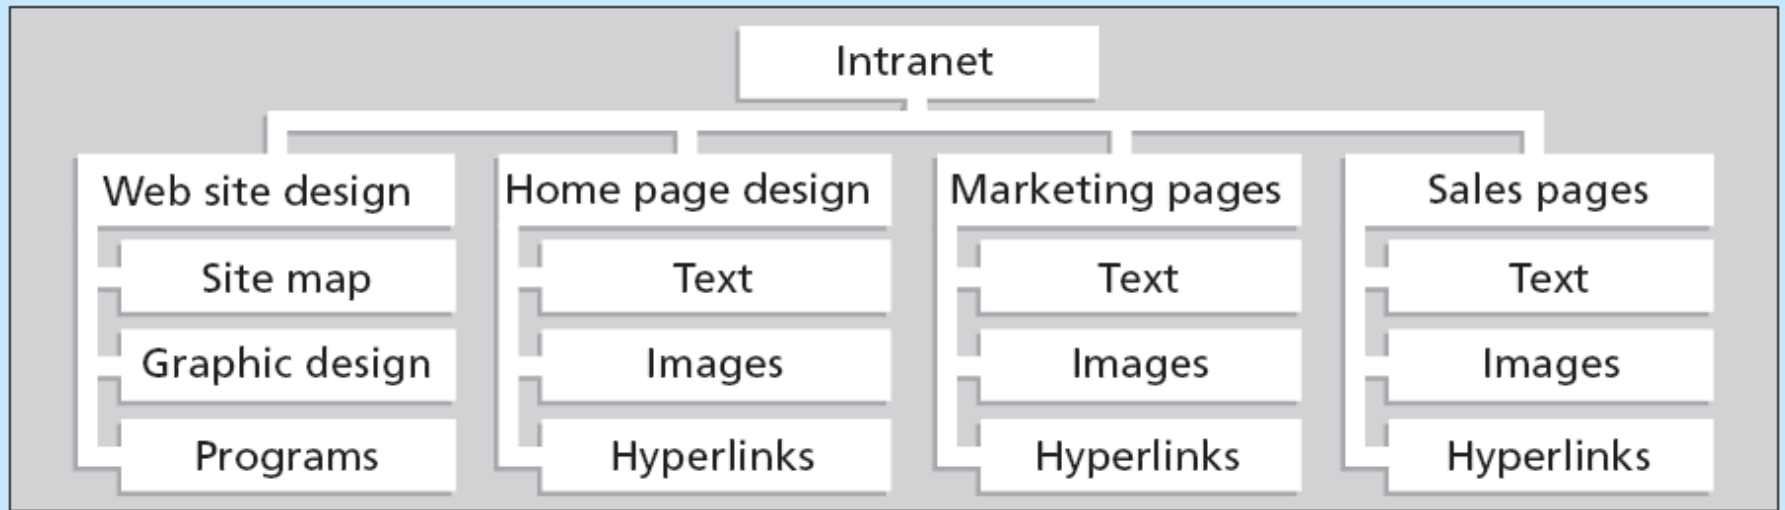 Intranet
Web site design
Site map
Graphic design
Programs
Home page design
Text
Images
Hyperlinks
Marketing pages
Text
Images
Hyperlinks
Sales pages
Text
Images
Hyperlinks